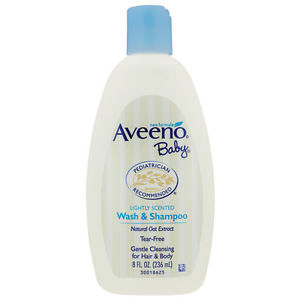 new formula
Aveeno®
Baby®
PEDIATRICIAN
RECOMMENDED
LIGHTLY SCENTED
Wash & Shampoo
Natural Oat Extract
Tear-Free
Gentle Cleansing
for Hair & Body
8 FL. OZ. (236 mL)
30018625